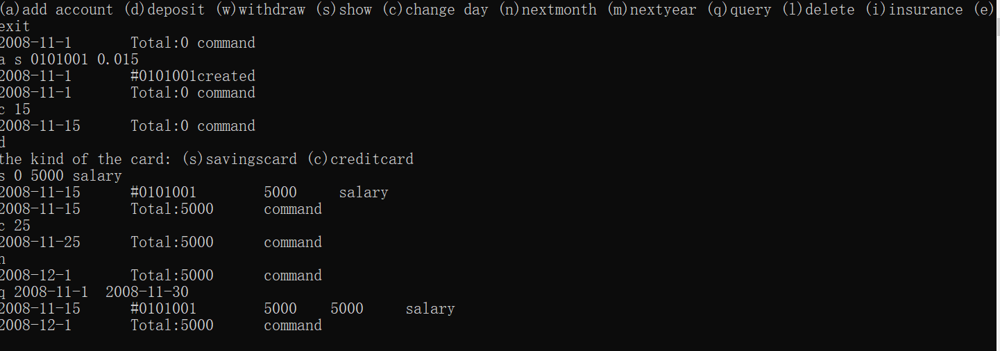 (a)add account (d)deposit (w)withdraw (s)show (c)change day (n)nextmonth (m)nextyear (q)query (l)delete (i)insurance (e)
exit
2008-11-1 Total:0 command
a s 0101001 0.015
2008-11-1 #0101001created
2008-11-1 Total:0 command
c 15
2008-11-15 Total:0 command
d
the kind of the card: (s)savingscard (c)creditcard
s 0 5000 salary
2008-11-15 #0101001 5000 salary
2008-11-15 Total:5000 command
c 25
2008-11-25 Total:5000 command
n
2008-12-1 Total:5000 command
q 2008-11-1 2008-11-30
2008-11-15 #0101001 5000 5000 salary
2008-12-1 Total:5000 command